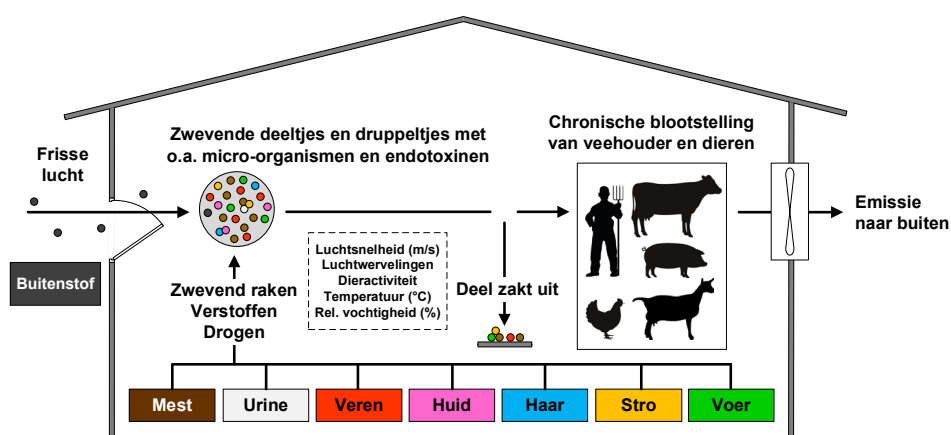 Frisse
lucht
Buitenstof
Zwevende deeltjes en druppeltjes met
o.a. micro-organismen en endotoxinen
Zwevend raken
Verstoffen
Drogen
Luchtsnelheid (m/s)
Luchtwervelingen
Dieractiviteit
Temperatuur (°C)
Rel. vochtigheid (%)
Deel zakt uit
Chronische blootstelling
van veehouder en dieren
Emissie
naar buiten
Mest
Urine
Veren
Huid
Haar
Stro
Voer